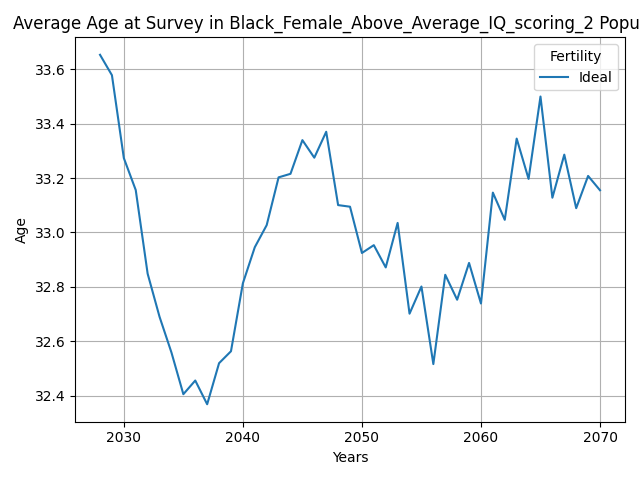 Average Age at Survey in Black_Female_Above_Average_IQ_scoring_2 Popu
Fertility
Ideal
33.6
33.4
33.2
33.0
32.8
32.6
32.4
Age
2030 2040 2050 2060 2070
Years